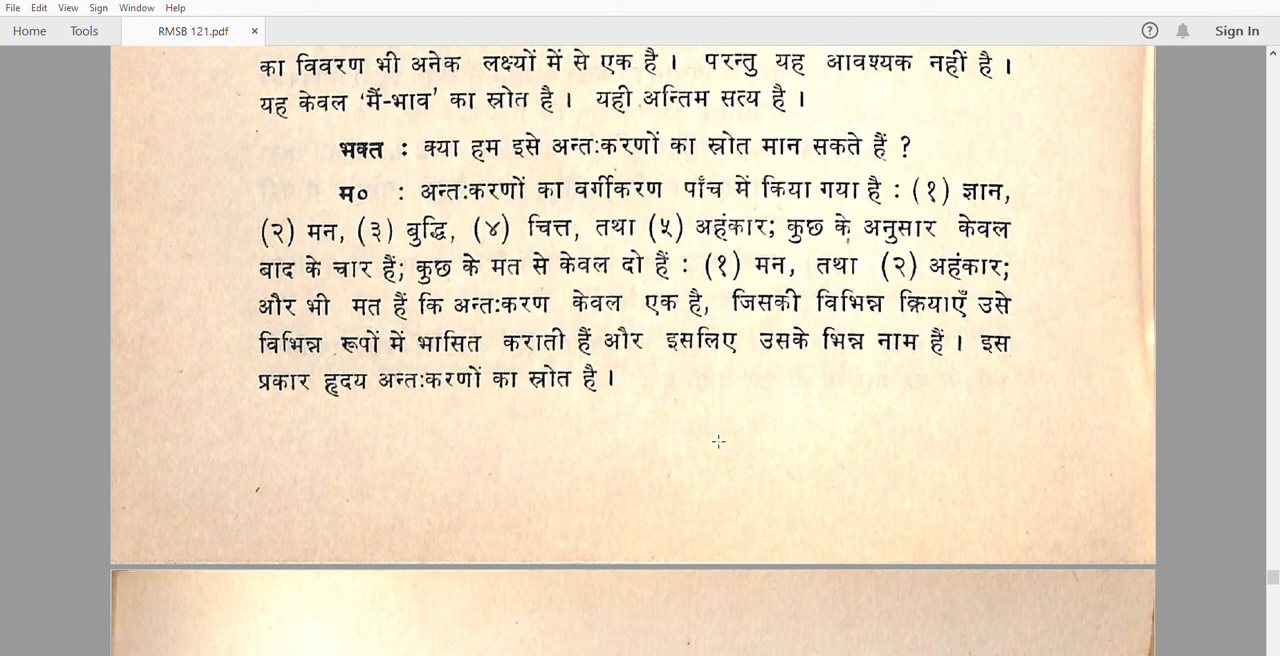 File Edit View Sign Window Help
Home Tools RMSB 121.pdf × ? Sign In
का विवरण भी अनेक लक्ष्यों में से एक है । परन्तु यह आवश्यक नहीं है ।
यह केवल ‘मैं-भाव’ का स्रोत है । यही अन्तिम सत्य है ।
भक्त : क्या हम इसे अन्त:करणों का स्रोत मान सकते हैं ?
म० : अन्त:करणों का वर्गीकरण पाँच में किया गया है : (१) ज्ञान,
(२) मन, (३) बुद्धि, (४) चित्त, तथा (५) अहंकार; कुछ के अनुसार केवल
बाद के चार हैं; कुछ के मत से केवल दो हैं : (१) मन, तथा (२) अहंकार;
और भी मत हैं कि अन्त:करण केवल एक है, जिसकी विभिन्न क्रियाएँ उसे
विभिन्न रूपों में भासित कराती हैं और इसलिए उसके भिन्न नाम हैं । इस
प्रकार हृदय अन्त:करणों का स्रोत है ।